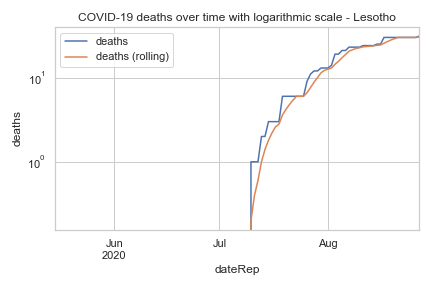 COVID-19 deaths over time with logarithmic scale - Lesotho
deaths
deaths (rolling)
deaths
10¹
10⁰
Jun
2020
Jul
Aug
dateRep